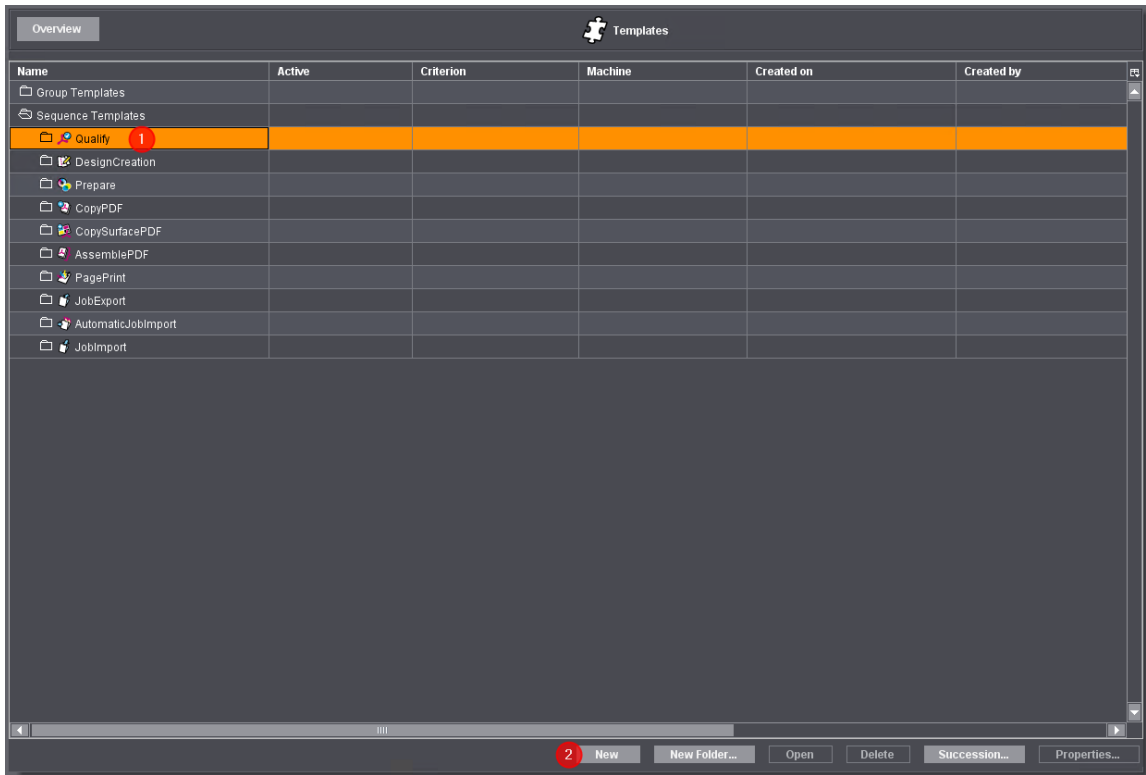 Overview
Templates
Name Active Criterion Machine Created on Created by
Group Templates
Sequence Templates
Qualify 1
DesignCreation
Prepare
CopyPDF
CopySurfacePDF
AssemblePDF
PagePrint
JobExport
AutomaticJobImport
JobImport
2 New New Folder... Open Delete Succession... Properties...